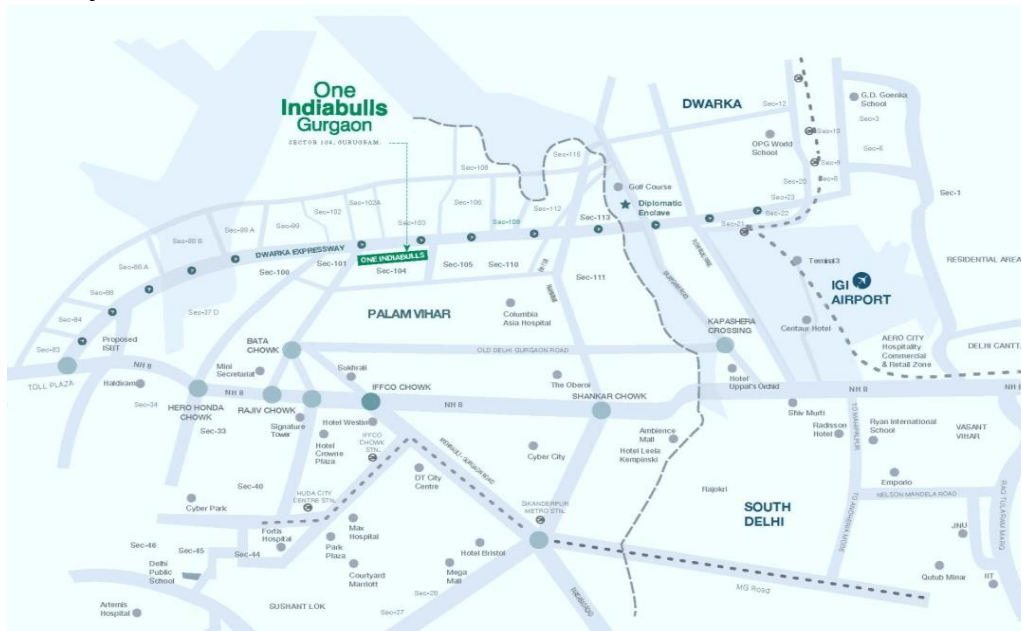 One
Indiabulls
Gurgaon
SECTOR 104, GURUGRAM.
DWARKA
Sec-12
G.D. Goenka
School
Sec-10
Sec-3
OPG World
School
Sec-9
Sec-6
Sec-20
Sec-1
Sec-23
Sec-22
Sec-21
Golf Course
Diplomatic
Enclave
Sec-113
Sec-112
Sec-109
Sec-106
Sec-103
Sec-102A
Sec-102
Sec-99
Sec-99 A
Sec-88 B
DWARKA EXPRESSWAY
ONE INDIABULLS
Sec-100
Sec-101
Sec-104
Sec-105
Sec-110
Sec-111
Sec-37 D
Sec-84
Sec-83
Proposed
ISBT
TOLL PLAZA
NH 8
Haldiram
PALAM VIHAR
Columbia
Asia Hospital
BATA
CHOWK
OLD DELHI GURGAON ROAD
KAPASHERA
CROSSING
Terminal 3
IGI
AIRPORT
RESIDENTIAL AREA
Centaur Hotel
AERO CITY
Hospitality
Commercial
& Retail Zone
DELHI CANTT.
Mini
Secretariat
Sukhrali
IFFCO CHOWK
The Oberoi
SHANKAR CHOWK
Hotel
Uppal's Orchid
NH 8
NH 8
NH 8
NH 8
Sec-34
HERO HONDA
CHOWK
RAJIV CHOWK
Sec-33
Signature
Tower
Hotel Westin
IFFCO
CHOWK
STN.
Hotel
Crowne
Plaza
Shiv Murti
Radisson
Hotel
Ryan International
School
VASANT
VIHAR
Ambience
Mall
Hotel Leela
Kempinski
Cyber City
DT City
Centre
Emporio
NELSON MANDELA ROAD
Rajokri
SOUTH
DELHI
Sec-40
HUDA CITY
CENTRE STN.
Cyber Park
SIKANDERPUR
METRO STN.
Fortis
Hospital
Max
Hospital
Park
Plaza
JNU
Sec-46
Sec-45
Sec-44
Delhi
Public
School
Hotel Bristol
Courtyard
Marriott
Mega
Mall
Qutub Minar
IIT
MG Road
RAO TULARAM MARG
Sec-28
Sec-27
SUSHANT LOK
Artemis
Hospital